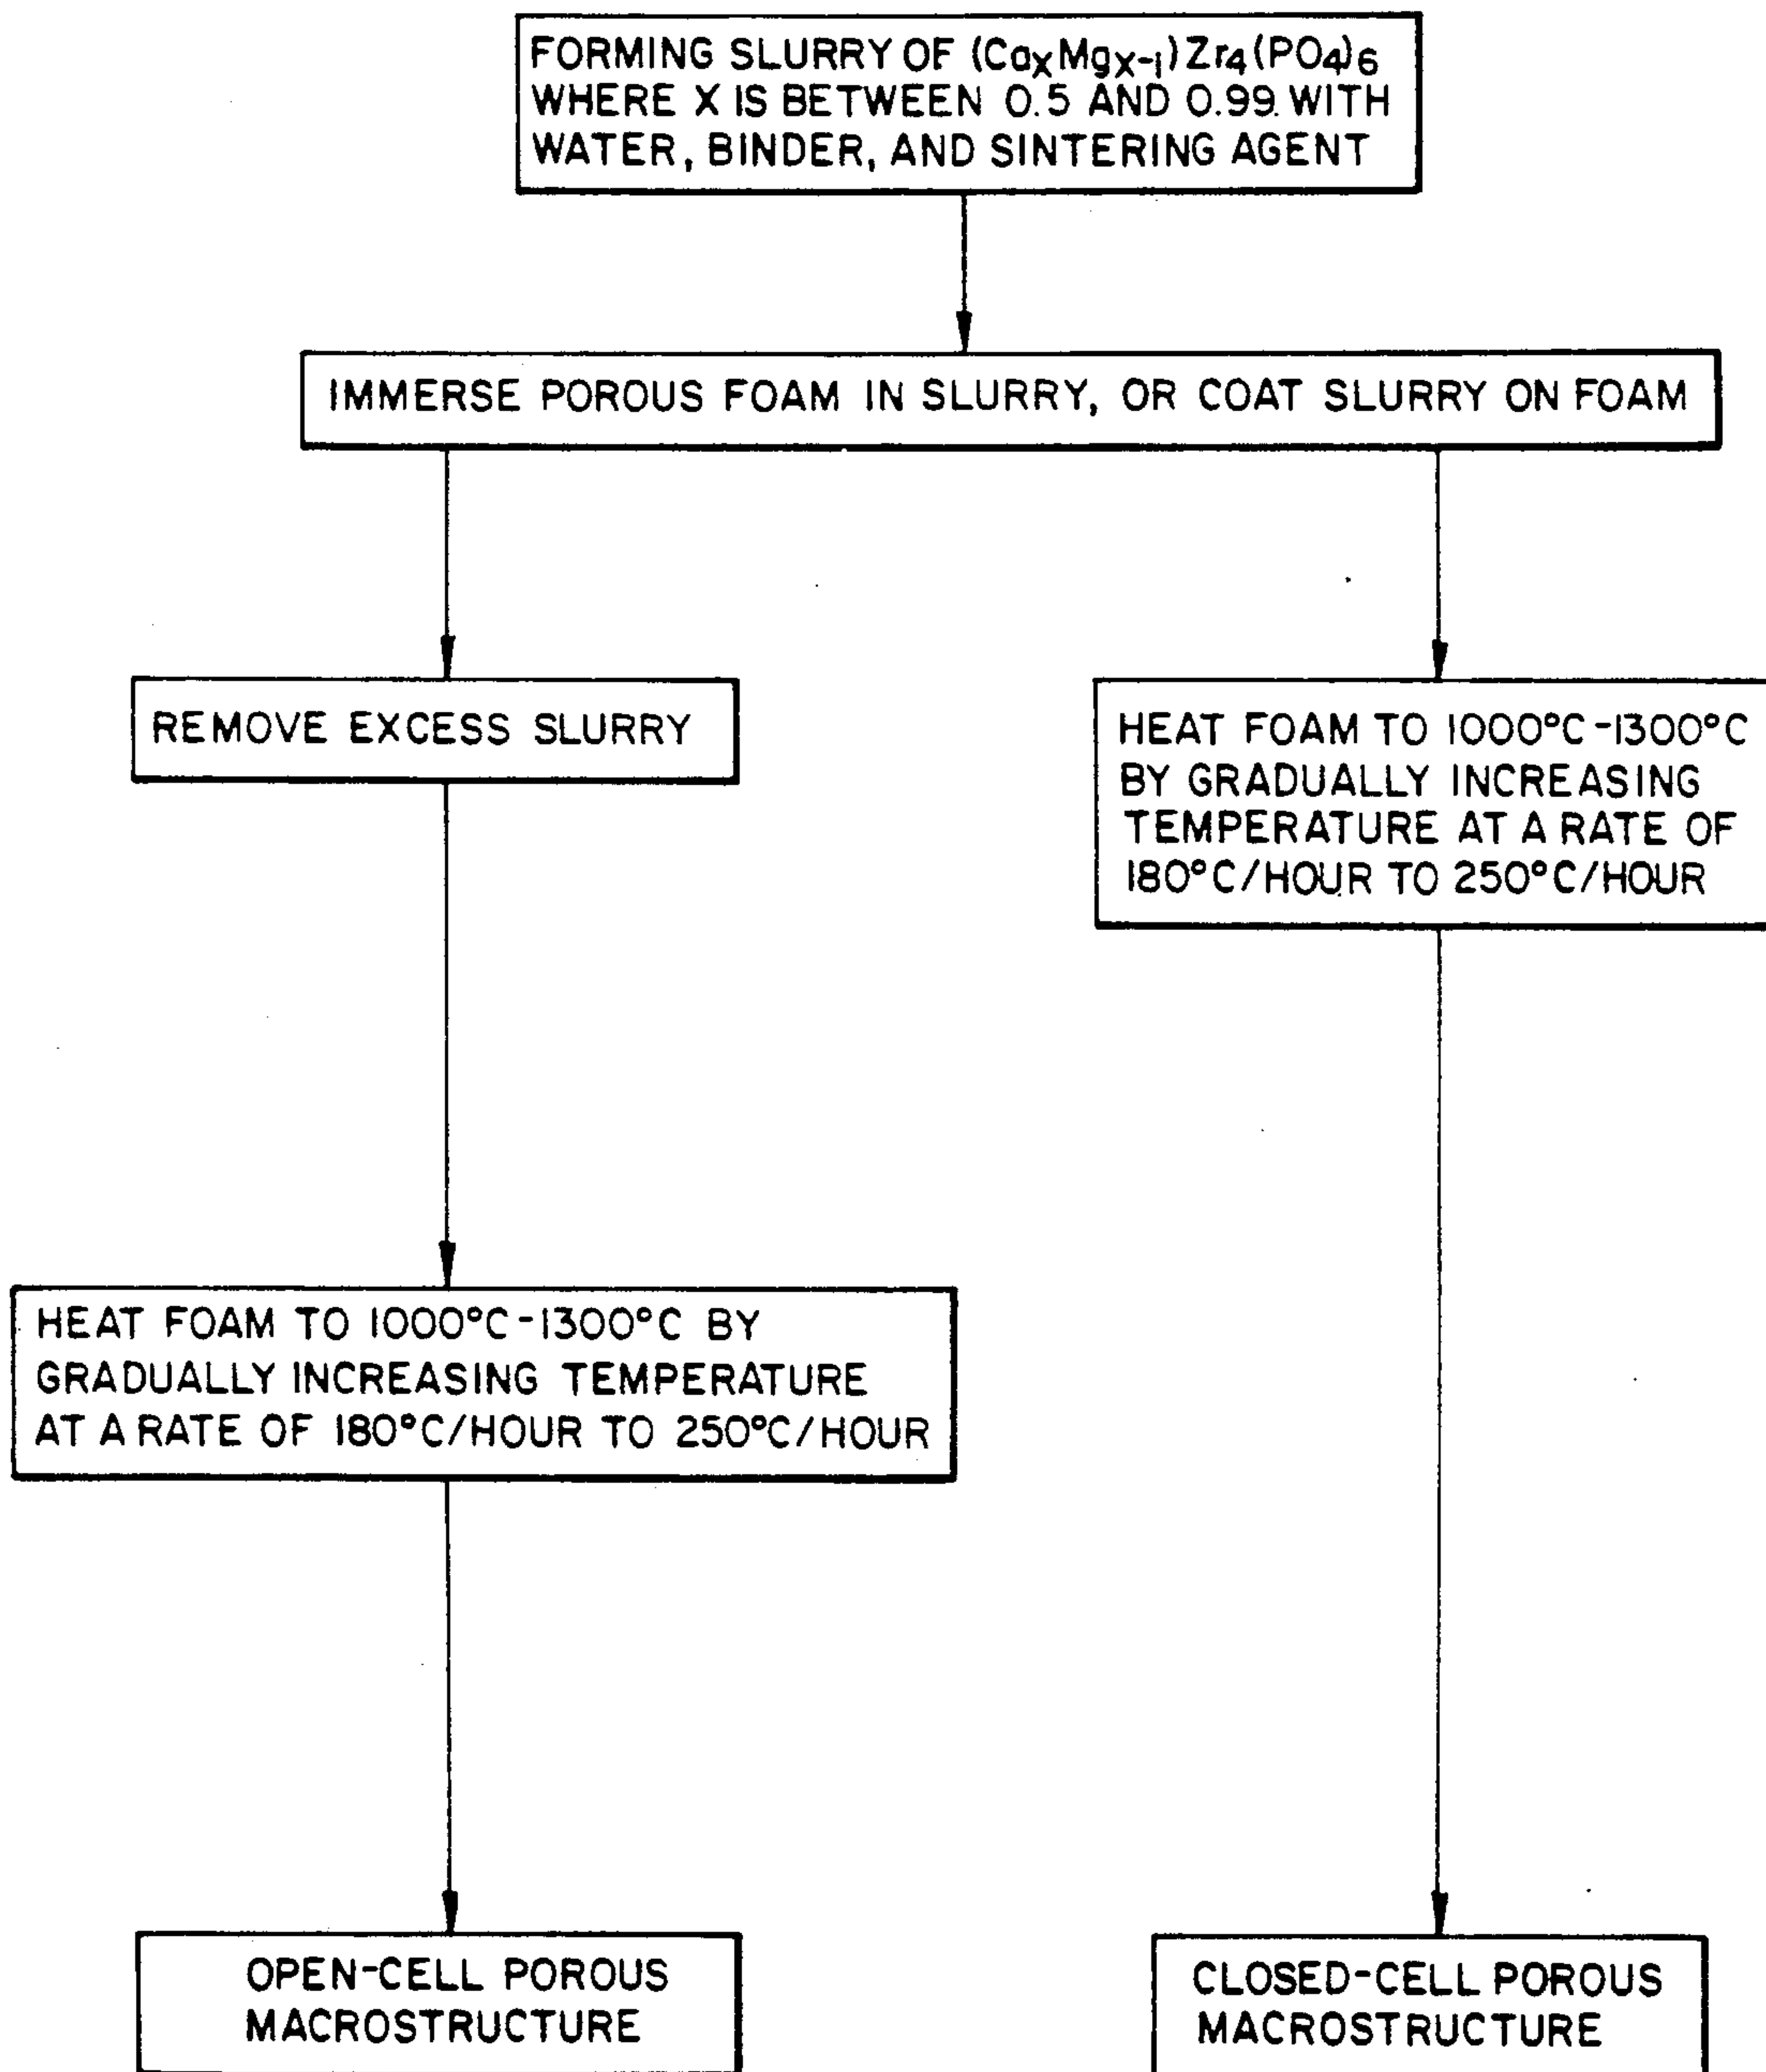 FORMING SLURRY OF (CaxMgx-1)Zr4(PO4)6
WHERE X IS BETWEEN 0.5 AND 0.99 WITH
WATER, BINDER, AND SINTERING AGENT
IMMERSE POROUS FOAM IN SLURRY, OR COAT SLURRY ON FOAM
REMOVE EXCESS SLURRY
HEAT FOAM TO 1000°C-1300°C
BY GRADUALLY INCREASING
TEMPERATURE AT A RATE OF
180°C/HOUR TO 250°C/HOUR
HEAT FOAM TO 1000°C-1300°C BY
GRADUALLY INCREASING TEMPERATURE
AT A RATE OF 180°C/HOUR TO 250°C/HOUR
OPEN-CELL POROUS
MACROSTRUCTURE
CLOSED-CELL POROUS
MACROSTRUCTURE